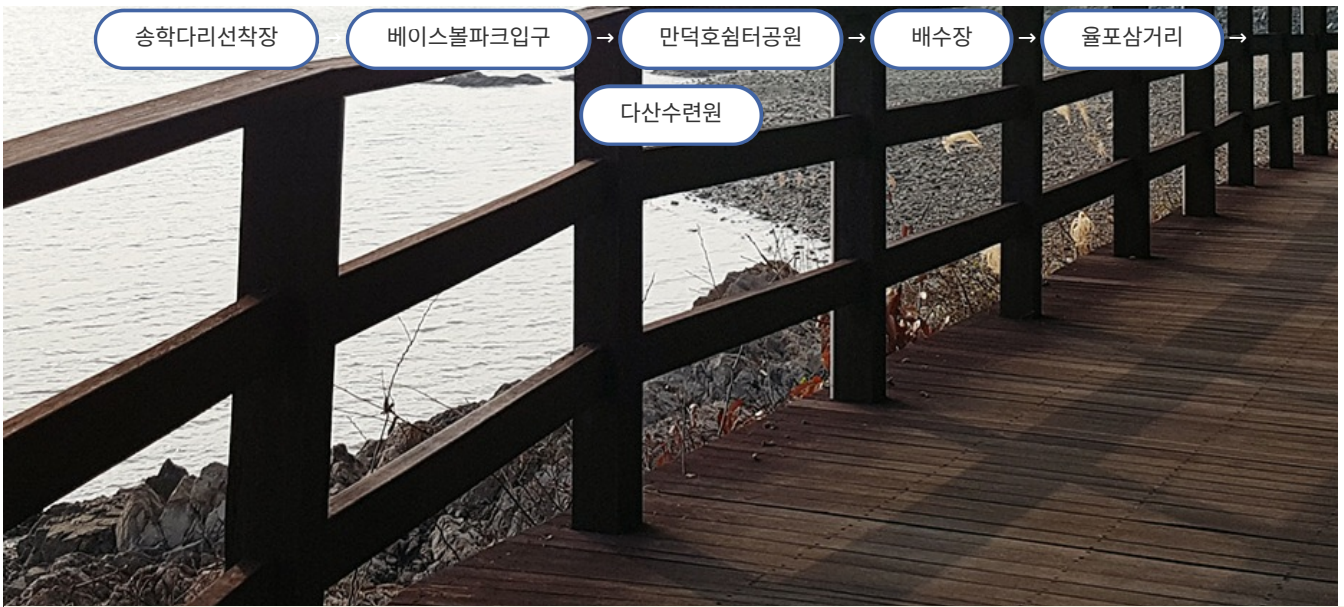 송학다리선착장 → 베이스볼파크입구 → 만덕호쉼터공원 → 배수장 → 율포삼거리 →
다산수련원